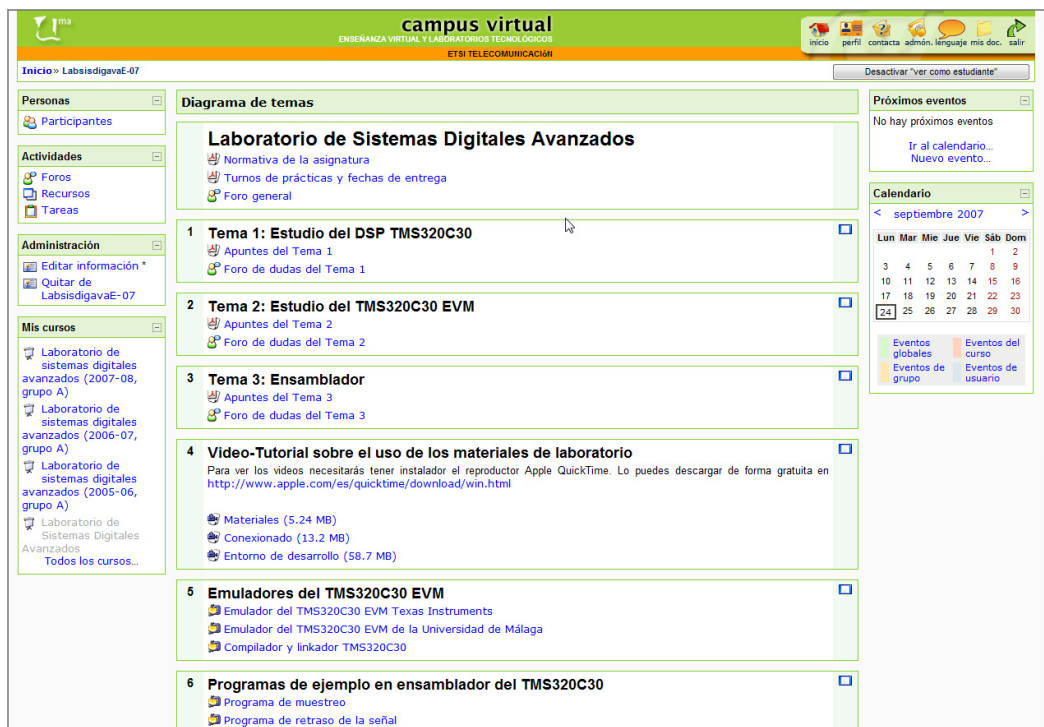 uma
campus virtual
ENSEÑANZA VIRTUAL Y LABORATORIOS TECNOLÓGICOS
ETSI TELECOMUNICACIóN
inicio perfil contacta admón. lenguaje mis doc. salir
Inicio» LabsisdigavaE-07
Desactivar "ver como estudiante"
Personas
Participantes
Actividades
Foros
Recursos
Tareas
Administración
Editar información *
Quitar de
LabsisdigavaE-07
Mis cursos
Laboratorio de
sistemas digitales
avanzados (2007-08,
grupo A)
Laboratorio de
sistemas digitales
avanzados (2006-07,
grupo A)
Laboratorio de
sistemas digitales
avanzados (2005-06,
grupo A)
Laboratorio de
Sistemas Digitales
Avanzados
Todos los cursos...
Diagrama de temas
Laboratorio de Sistemas Digitales Avanzados
Normativa de la asignatura
Turnos de prácticas y fechas de entrega
Foro general
1 Tema 1: Estudio del DSP TMS320C30
Apuntes del Tema 1
Foro de dudas del Tema 1
2 Tema 2: Estudio del TMS320C30 EVM
Apuntes del Tema 2
Foro de dudas del Tema 2
3 Tema 3: Ensamblador
Apuntes del Tema 3
Foro de dudas del Tema 3
4 Video-Tutorial sobre el uso de los materiales de laboratorio
Para ver los videos necesitarás tener instalador el reproductor Apple QuickTime. Lo puedes descargar de forma gratuita en
http://www.apple.com/es/quicktime/download/win.html
Materiales (5.24 MB)
Conexionado (13.2 MB)
Entorno de desarrollo (58.7 MB)
5 Emuladores del TMS320C30 EVM
Emulador del TMS320C30 EVM Texas Instruments
Emulador del TMS320C30 EVM de la Universidad de Málaga
Compilador y linkador TMS320C30
6 Programas de ejemplo en ensamblador del TMS320C30
Programa de muestreo
Programa de retraso de la señal
Próximos eventos
No hay próximos eventos
Ir al calendario...
Nuevo evento...
Calendario
< septiembre 2007 >
Lun Mar Mie Jue Vie Sáb Dom
1 2
3 4 5 6 7 8 9
10 11 12 13 14 15 16
17 18 19 20 21 22 23
24 25 26 27 28 29 30
Eventos globales Eventos del curso
Eventos de grupo Eventos de usuario